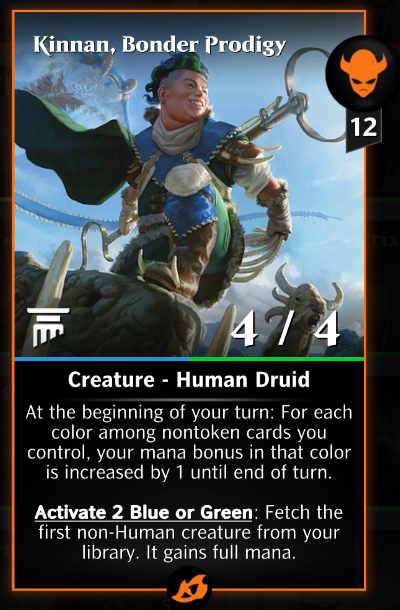 Kinnan, Bonder Prodigy
12
4 / 4
Creature - Human Druid
At the beginning of your turn: For each
color among nontoken cards you
control, your mana bonus in that color
is increased by 1 until end of turn.
Activate 2 Blue or Green: Fetch the
first non-Human creature from your
library. It gains full mana.